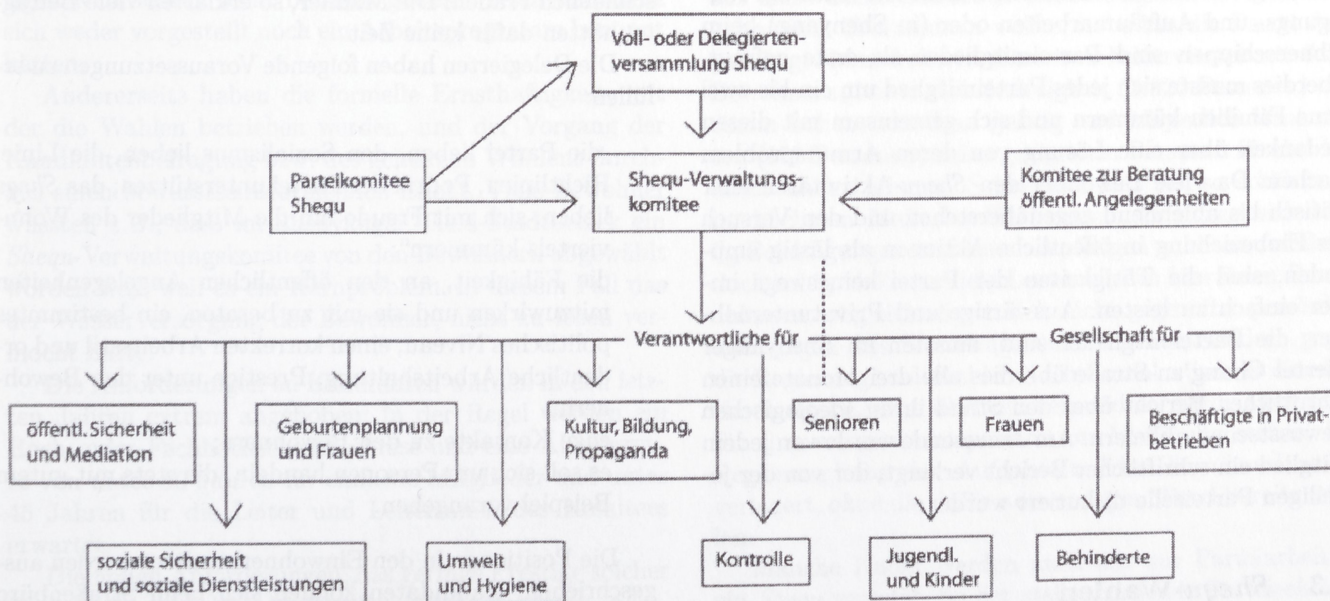 Voll- oder Delegierten-
versammlung Shequ
Parteikomitee
Shequ
Shequ-Verwaltungs-
komitee
Komitee zur Beratung
öffentl. Angelegenheiten
Verantwortliche für
Gesellschaft für
öffentl. Sicherheit
und Mediation
Geburtenplanung
und Frauen
Kultur, Bildung,
Propaganda
Senioren
Frauen
Beschäftigte in Privat-
betrieben
soziale Sicherheit
und soziale Dienstleistungen
Umwelt
und Hygiene
Kontrolle
Jugendl.
und Kinder
Behinderte